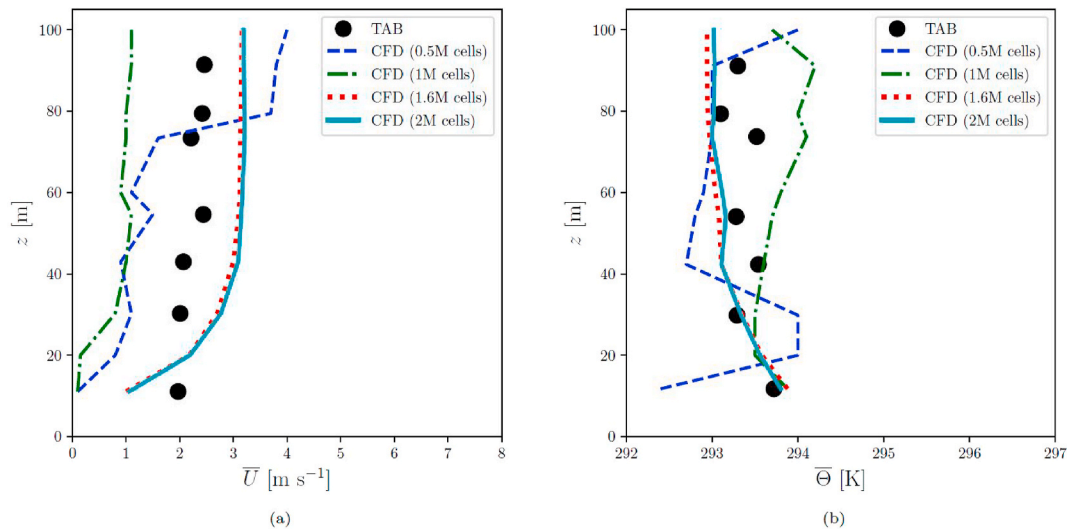 100
80
60
40
20
0
z [m]
TAB
CFD (0.5M cells)
CFD (1M cells)
CFD (1.6M cells)
CFD (2M cells)
0 1 2 3 4 5 6 7 8
U̅ [m s⁻¹]
(a)
100
80
60
40
20
0
z [m]
TAB
CFD (0.5M cells)
CFD (1M cells)
CFD (1.6M cells)
CFD (2M cells)
292 293 294 295 296 297
Θ̅ [K]
(b)